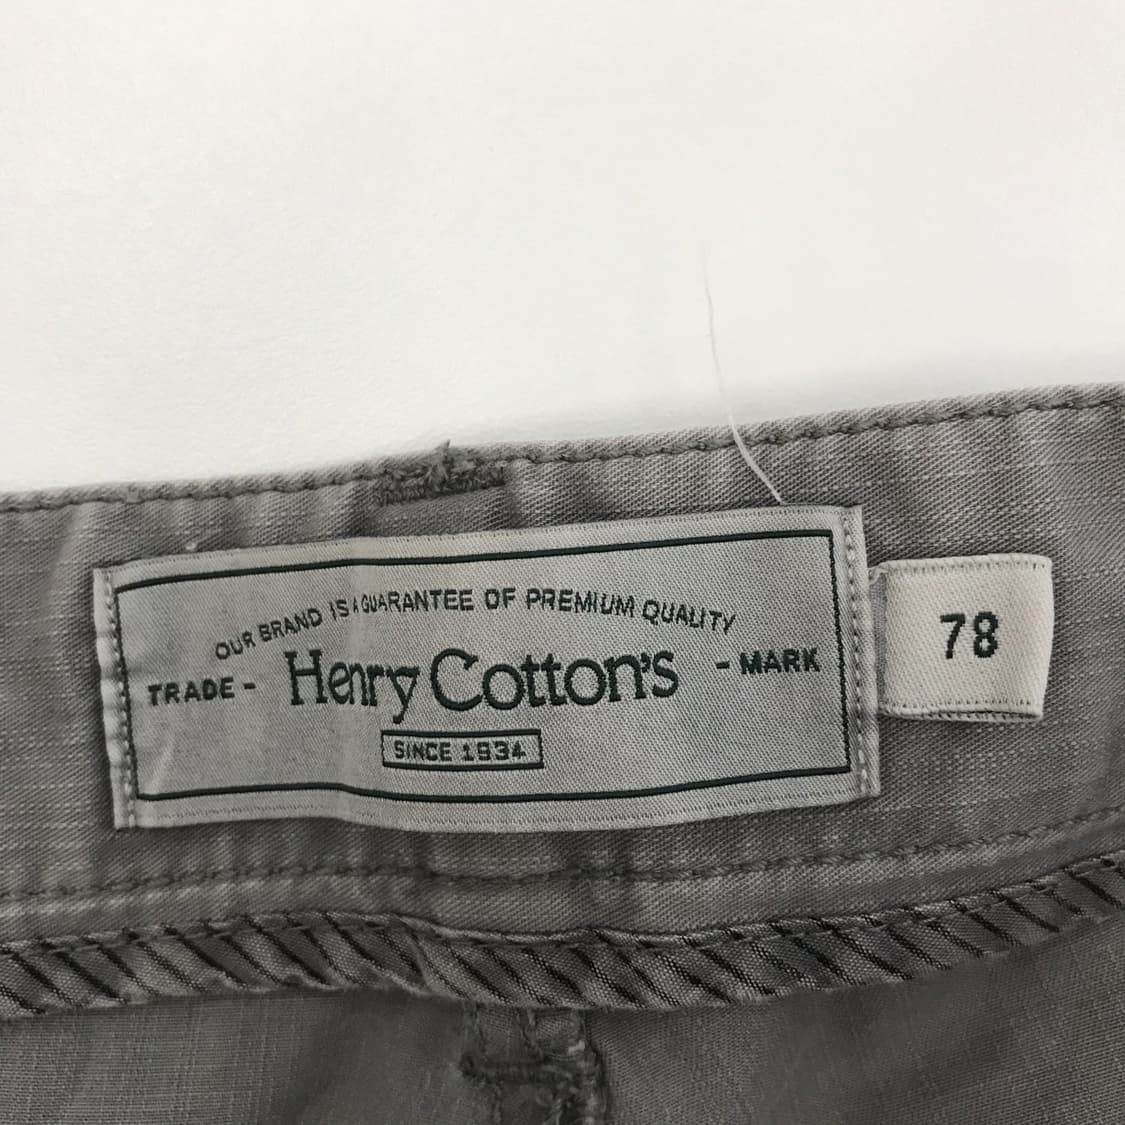 OUR BRAND IS A GUARANTEE OF PREMIUM QUALITY
TRADE - Henry Cotton's - MARK
SINCE 1934
78